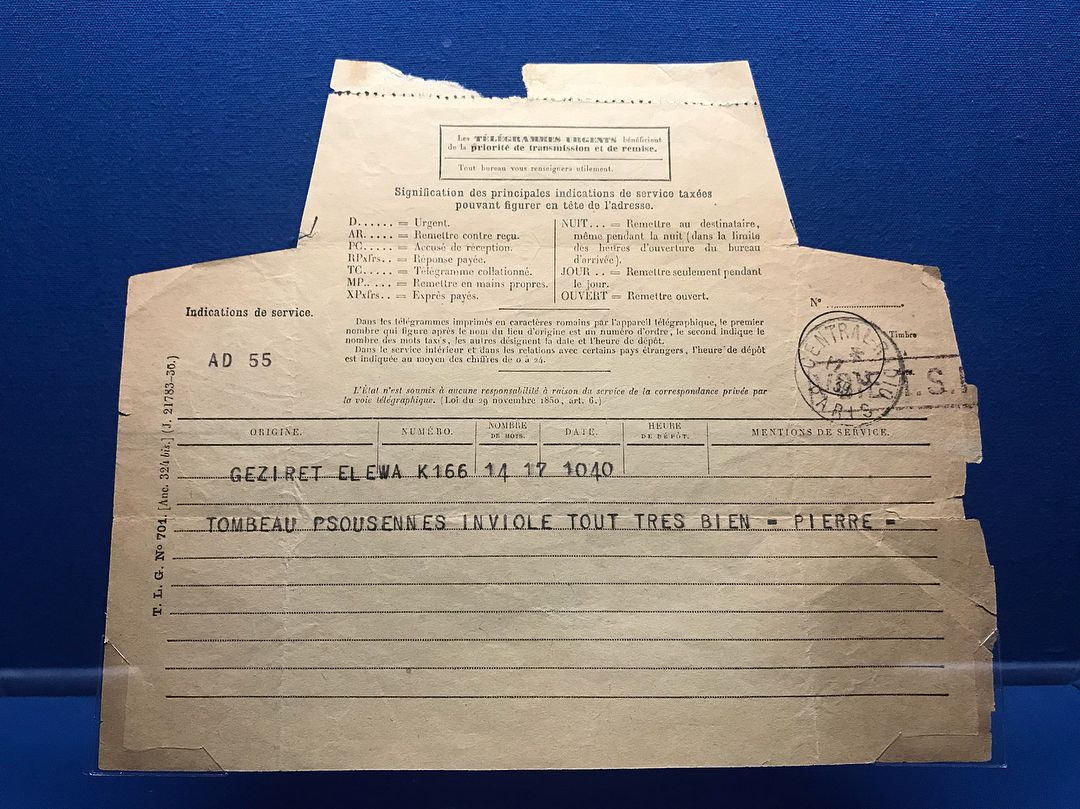 Les TÉLÉGRAMMES URGENTS bénéficient
de la priorité de transmission et de remise.
Tout bureau vous renseignera utilement.
Signification des principales indications de service taxées
pouvant figurer en tête de l'adresse.
D...... = Urgent.
AR..... = Remettre contre reçu.
PC..... = Accusé de réception.
RPxfrs.. = Réponse payée.
TC..... = Télégramme collationné.
MP..... = Remettre en mains propres.
XPxfrs.. = Exprès payés.
NUIT... = Remettre au destinataire,
même pendant la nuit (dans la limite
des heures d'ouverture du bureau
d'arrivée).
JOUR .. = Remettre seulement pendant
le jour.
OUVERT = Remettre ouvert.
Indications de service.
N° ..................
Timbre
AD 55
Dans les télégrammes imprimés en caractères romains par l'appareil télégraphique, le premier
nombre qui figure après le nom du lieu d'origine est un numéro d'ordre, le second indique le
nombre des mots taxés, les autres désignent la date et l'heure de dépôt.
Dans le service intérieur et dans les relations avec certains pays étrangers, l'heure de dépôt
est indiquée au moyen des chiffres de 0 à 24.
L'État n'est soumis à aucune responsabilité à raison du service de la correspondance privée par
la voie télégraphique. (Loi du 29 novembre 1850, art. 6.)
CENTRAL RADIO
PARIS
T. L. G. N° 701. [Anc. 324 bis.] (J. 21783-36.)
ORIGINE. NUMÉRO. NOMBRE DE MOTS. DATE. HEURE DE DÉPÔT. MENTIONS DE SERVICE.
GEZIRET ELEWA K166 14 17 1040
TOMBEAU PSOUSENNES INVIOLE TOUT TRES BIEN = PIERRE =